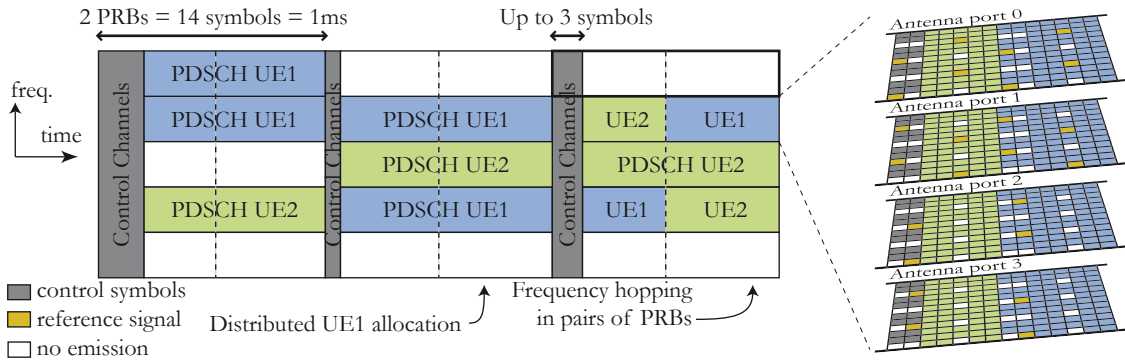 2 PRBs = 14 symbols = 1ms
Up to 3 symbols
freq.
time
Control Channels
PDSCH UE1
PDSCH UE1
PDSCH UE2
Control Channels
PDSCH UE1
PDSCH UE2
PDSCH UE1
Control Channels
UE2
UE1
PDSCH UE2
UE1
UE2
control symbols
reference signal
no emission
Distributed UE1 allocation
Frequency hopping
in pairs of PRBs
Antenna port 0
Antenna port 1
Antenna port 2
Antenna port 3